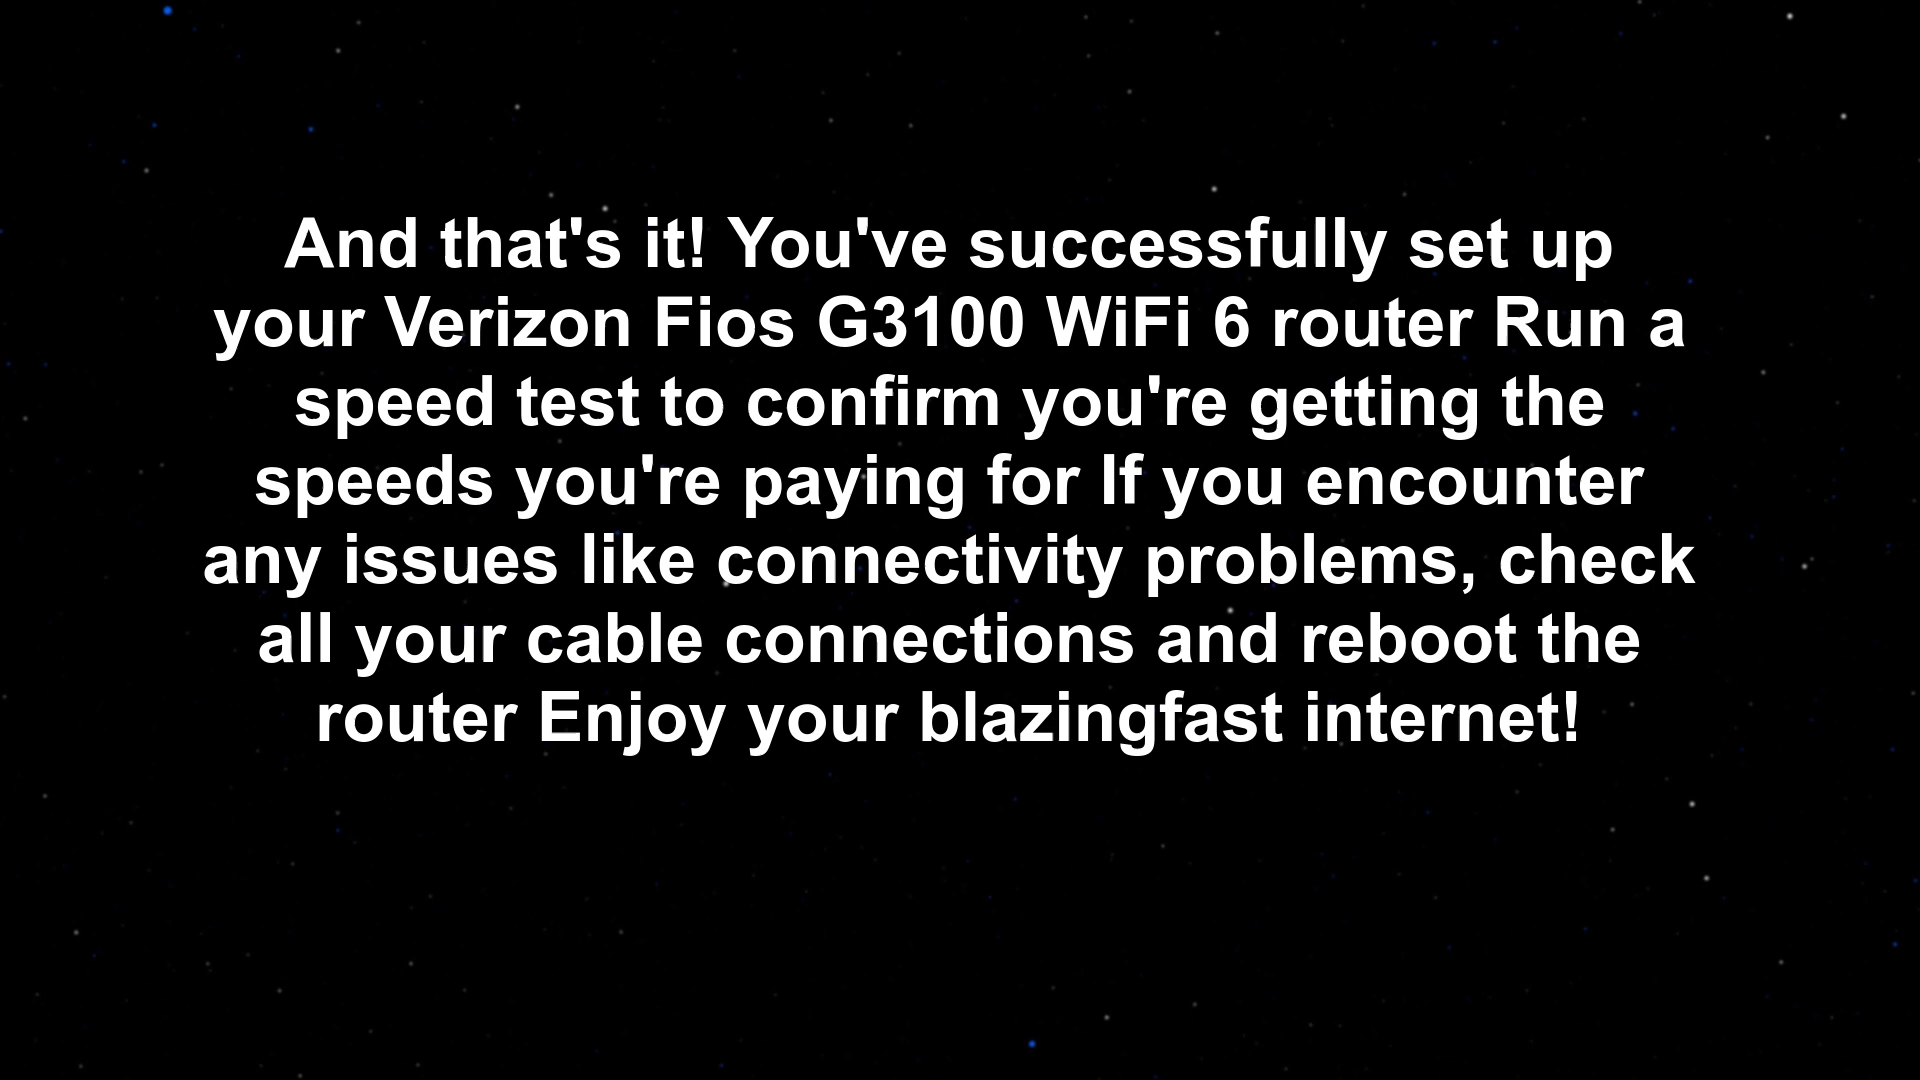 And that's it! You've successfully set up
your Verizon Fios G3100 WiFi 6 router Run a
speed test to confirm you're getting the
speeds you're paying for If you encounter
any issues like connectivity problems, check
all your cable connections and reboot the
router Enjoy your blazingfast internet!